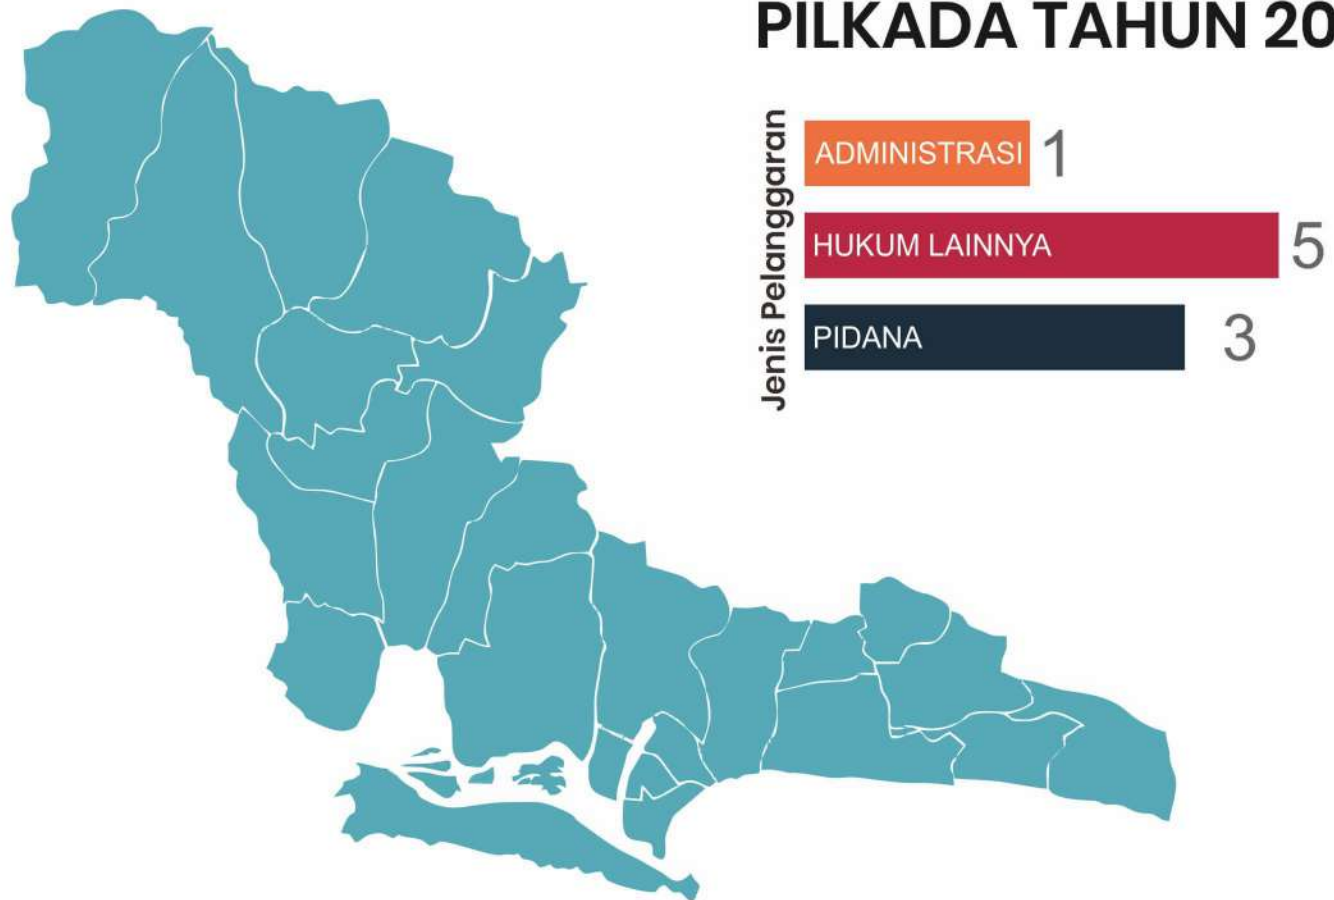 PILKADA TAHUN 20
Jenis Pelanggaran
ADMINISTRASI 1
HUKUM LAINNYA 5
PIDANA 3